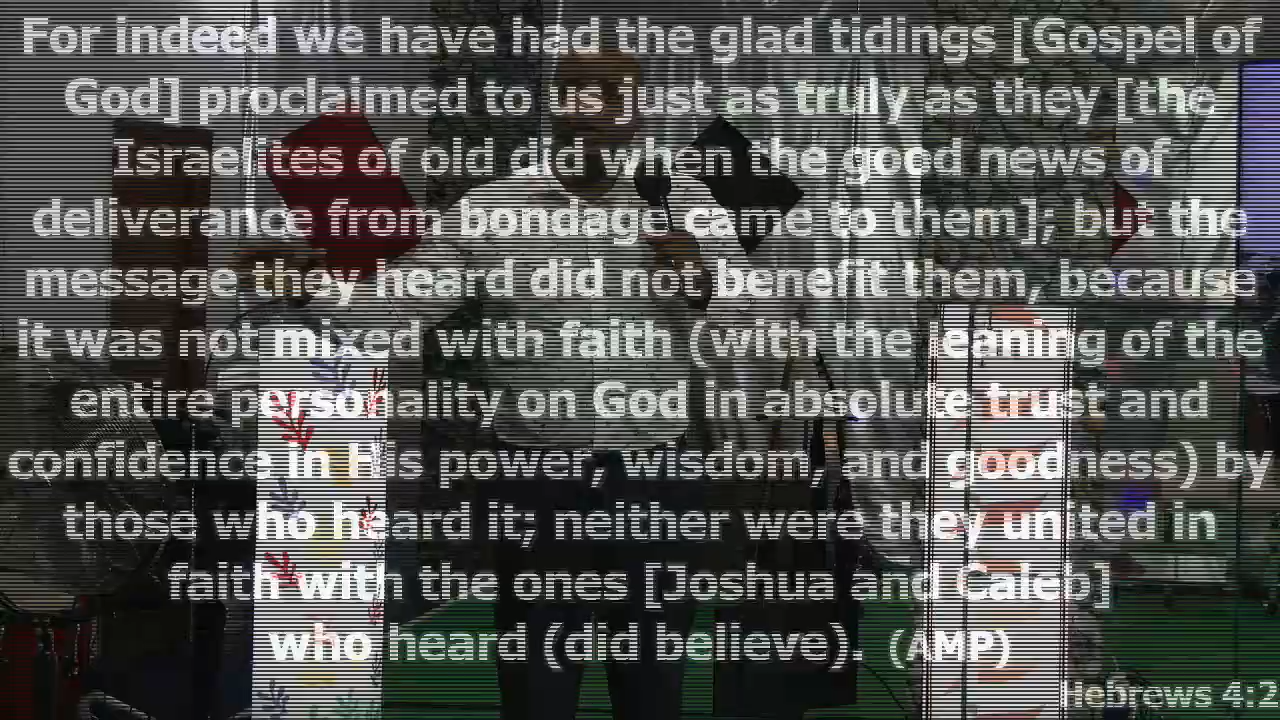 For indeed we have had the glad tidings [Gospel of
God] proclaimed to us just as truly as they [the
Israelites of old did when the good news of
deliverance from bondage came to them]; but the
message they heard did not benefit them, because
it was not mixed with faith (with the leaning of the
entire personality on God in absolute trust and
confidence in His power, wisdom, and goodness) by
those who heard it; neither were they united in
faith with the ones [Joshua and Caleb]
who heard (did believe). (AMP)
Hebrews 4:2